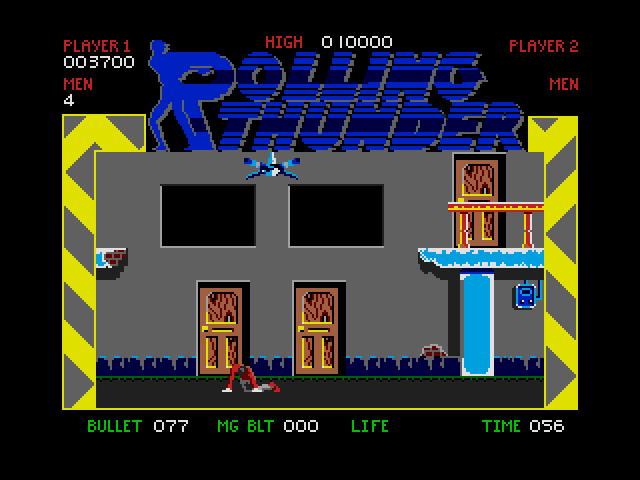 PLAYER 1 HIGH 010000 PLAYER 2
003700
MEN MEN
4
ROLLING
THUNDER
BULLET 077 MG BLT 000 LIFE TIME 056